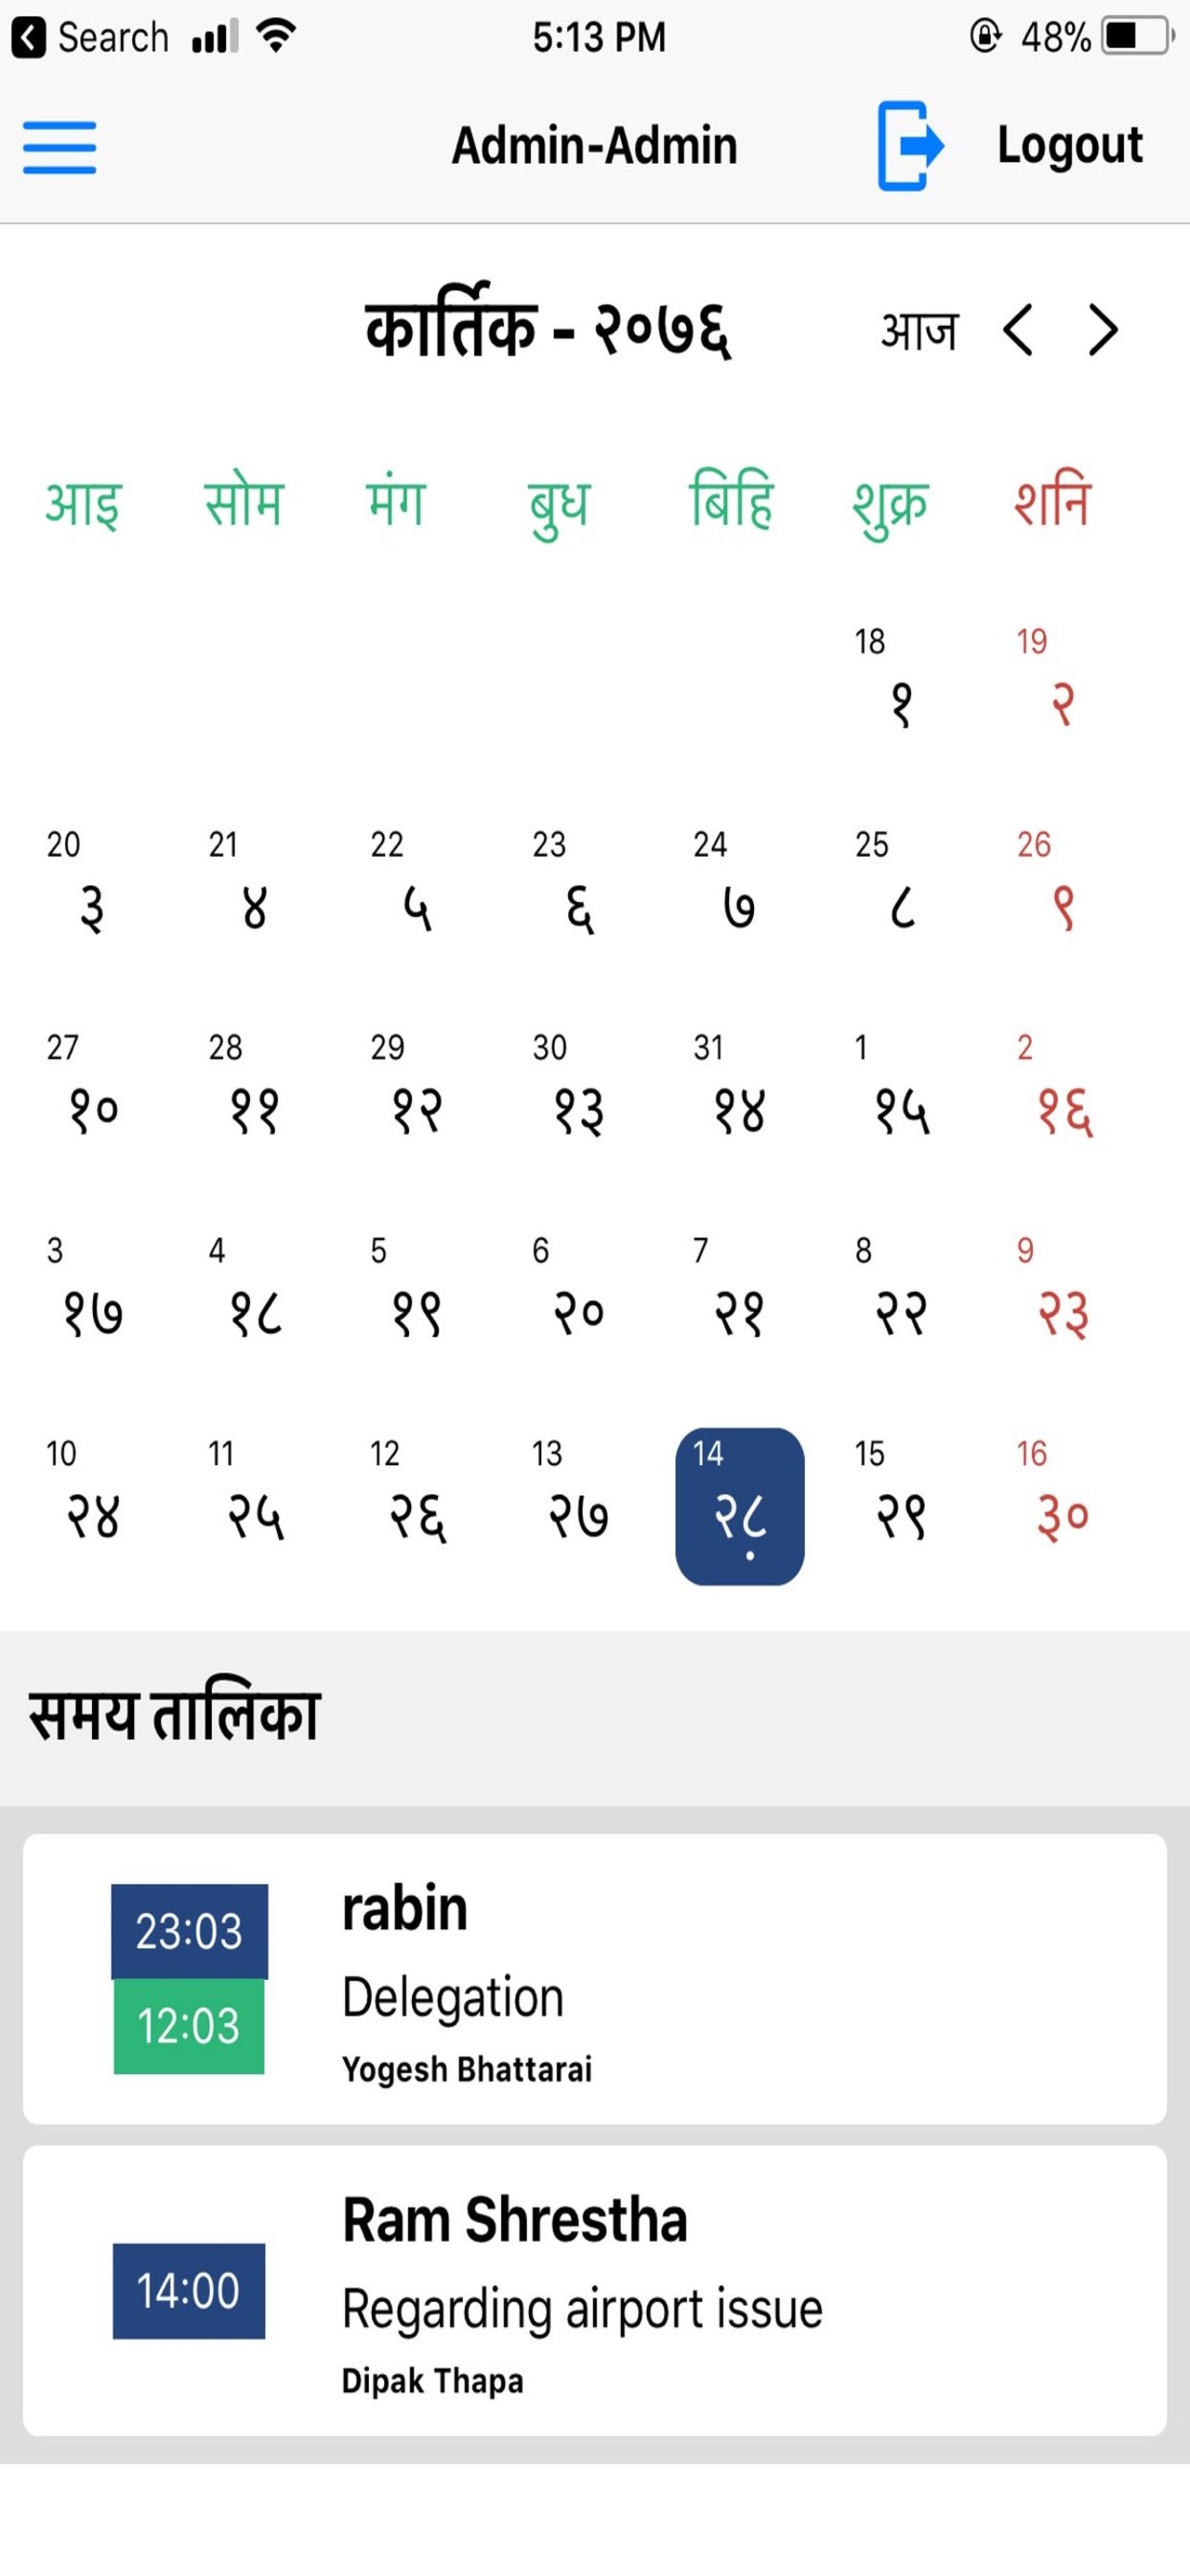 Search 5:13 PM 48%
Admin-Admin Logout
कार्तिक - २०७६ आज
आइ सोम मंग बुध बिहि शुक्र शनि
18 19
१ २
20 21 22 23 24 25 26
३ ४ ५ ६ ७ ८ ९
27 28 29 30 31 1 2
१० ११ १२ १३ १४ १५ १६
3 4 5 6 7 8 9
१७ १८ १९ २० २१ २२ २३
10 11 12 13 14 15 16
२४ २५ २६ २७ २८ २९ ३०
समय तालिका
23:03 rabin
12:03 Delegation
Yogesh Bhattarai
Ram Shrestha
14:00 Regarding airport issue
Dipak Thapa